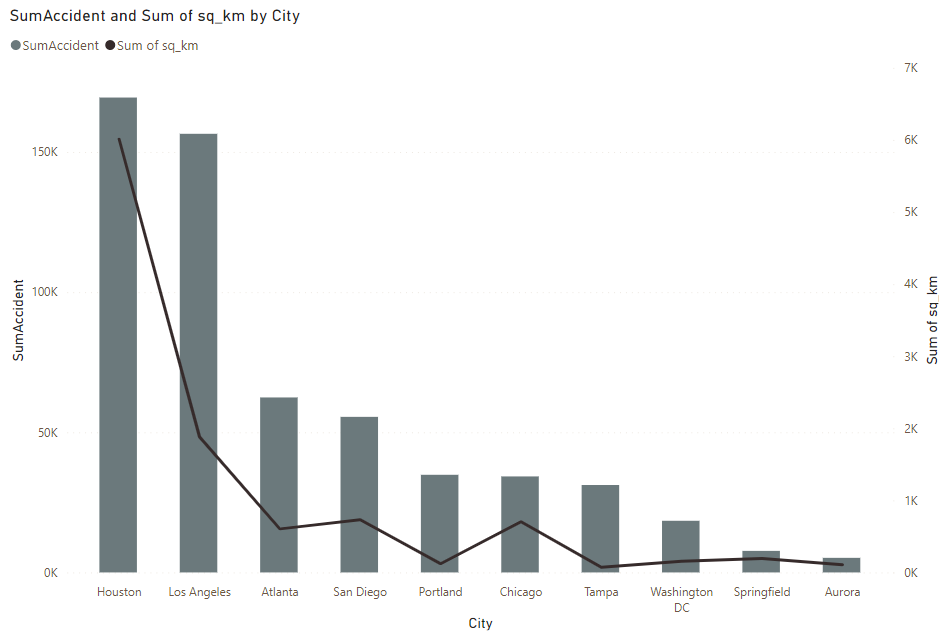 SumAccident and Sum of sq_km by City
SumAccident Sum of sq_km
7K
150K
6K
5K
100K
4K
3K
50K
2K
1K
0K
0K
SumAccident
Sum of sq_km
Houston Los Angeles Atlanta San Diego Portland Chicago Tampa Washington DC Springfield Aurora
City